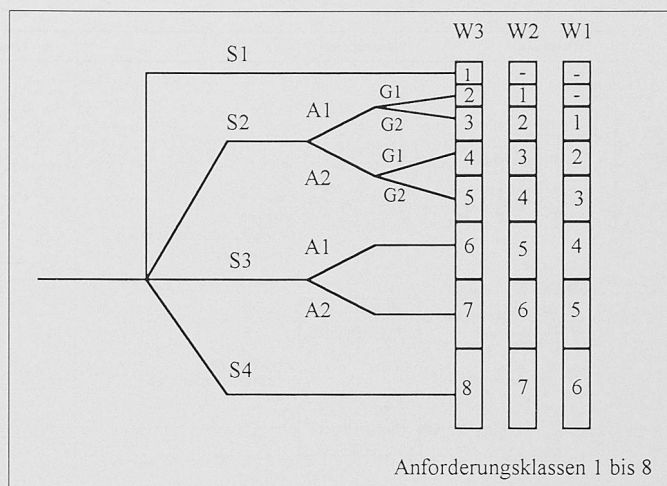 W3 W2 W1
S1
1 - -
G1
2 1 -
A1
S2
G2
3 2 1
G1
4 3 2
A2
G2
5 4 3
A1
6 5 4
S3
A2
7 6 5
S4
8 7 6
Anforderungsklassen 1 bis 8